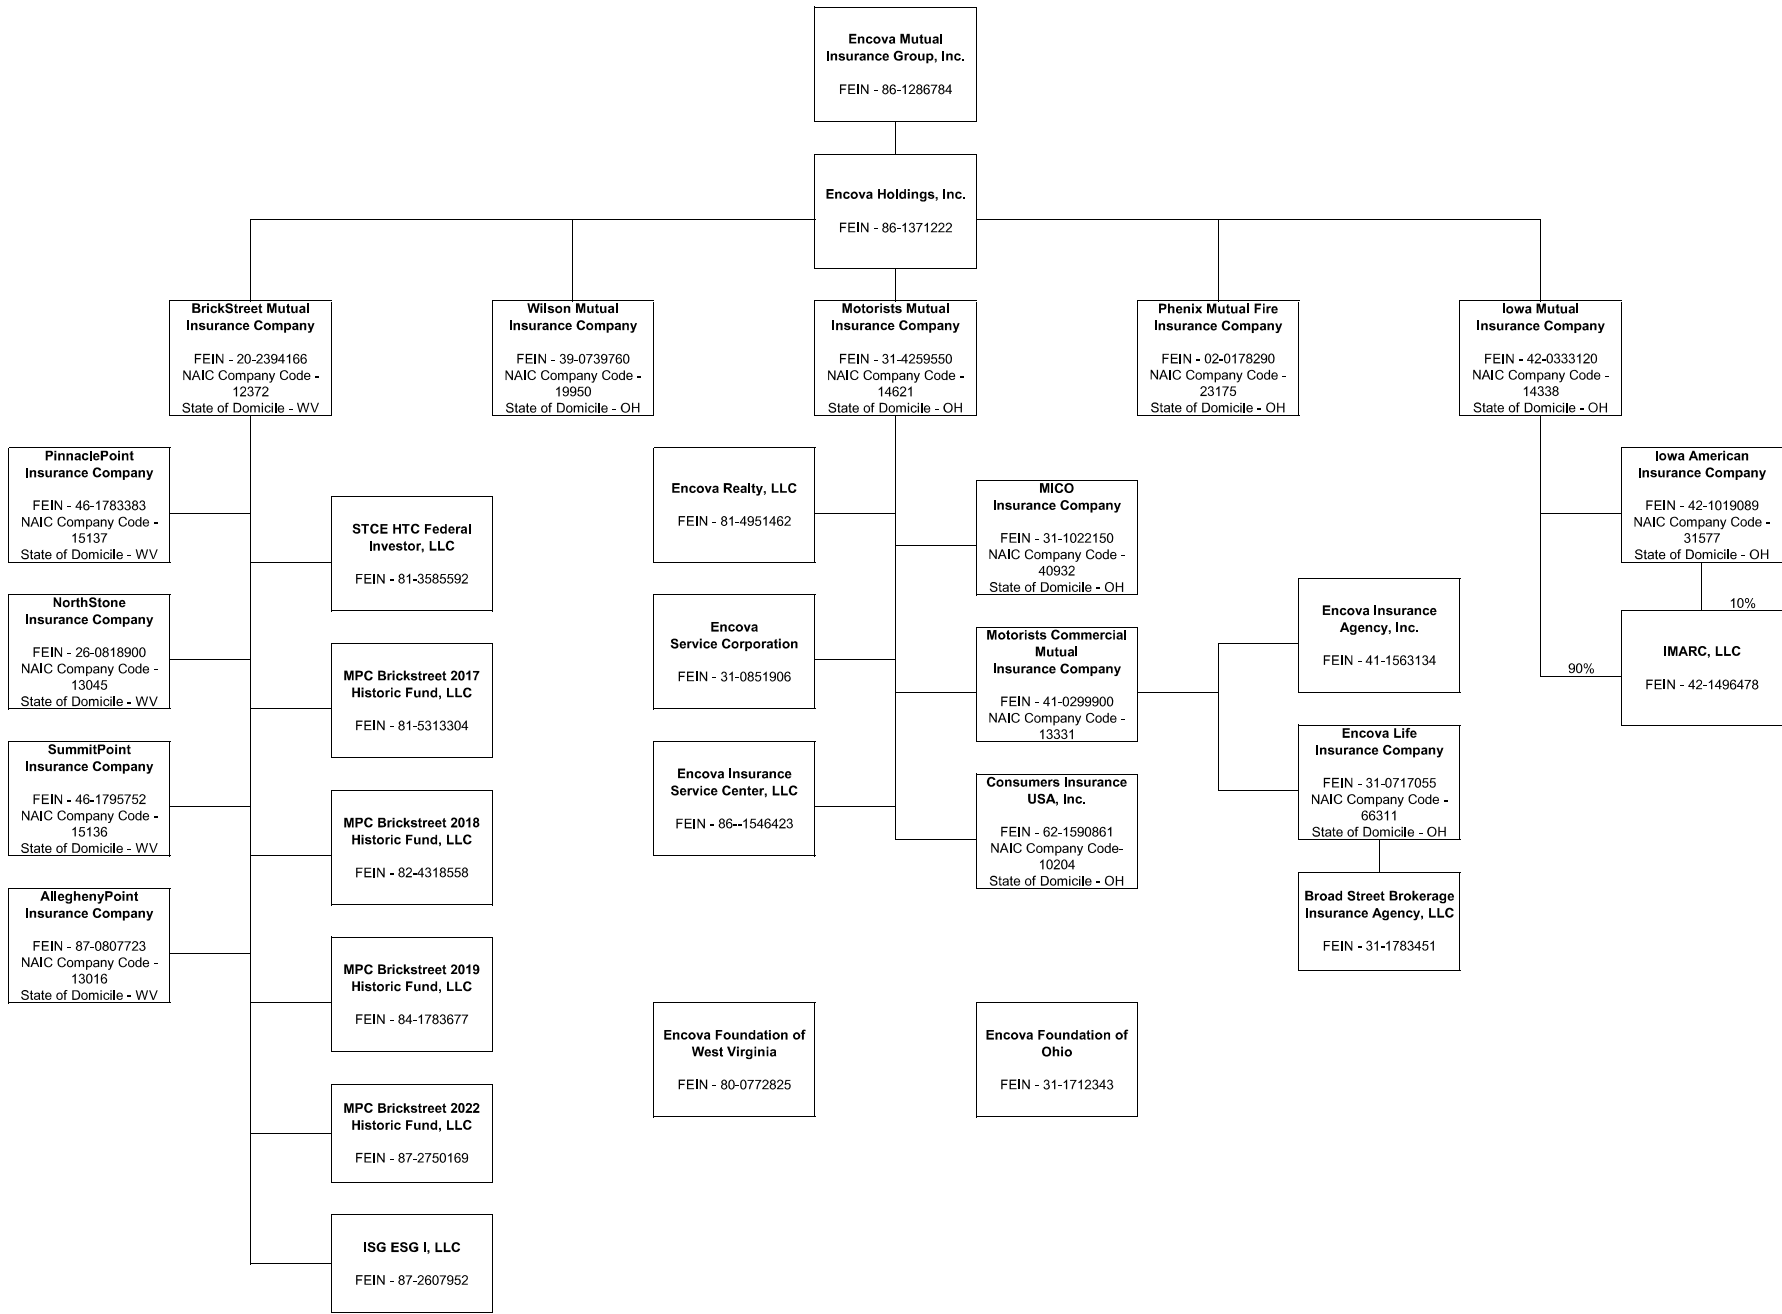 Encova Mutual
Insurance Group, Inc.
FEIN - 86-1286784
Encova Holdings, Inc.
FEIN - 86-1371222
BrickStreet Mutual
Insurance Company
FEIN - 20-2394166
NAIC Company Code -
12372
State of Domicile - WV
Wilson Mutual
Insurance Company
FEIN - 39-0739760
NAIC Company Code -
19950
State of Domicile - OH
Motorists Mutual
Insurance Company
FEIN - 31-4259550
NAIC Company Code -
14621
State of Domicile - OH
Phenix Mutual Fire
Insurance Company
FEIN - 02-0178290
NAIC Company Code -
23175
State of Domicile - OH
Iowa Mutual
Insurance Company
FEIN - 42-0333120
NAIC Company Code -
14338
State of Domicile - OH
PinnaclePoint
Insurance Company
FEIN - 46-1783383
NAIC Company Code -
15137
State of Domicile - WV
NorthStone
Insurance Company
FEIN - 26-0818900
NAIC Company Code -
13045
State of Domicile - WV
SummitPoint
Insurance Company
FEIN - 46-1795752
NAIC Company Code -
15136
State of Domicile - WV
AlleghenyPoint
Insurance Company
FEIN - 87-0807723
NAIC Company Code -
13016
State of Domicile - WV
STCE HTC Federal
Investor, LLC
FEIN - 81-3585592
MPC Brickstreet 2017
Historic Fund, LLC
FEIN - 81-5313304
MPC Brickstreet 2018
Historic Fund, LLC
FEIN - 82-4318558
MPC Brickstreet 2019
Historic Fund, LLC
FEIN - 84-1783677
MPC Brickstreet 2022
Historic Fund, LLC
FEIN - 87-2750169
ISG ESG I, LLC
FEIN - 87-2607952
Encova Realty, LLC
FEIN - 81-4951462
Encova
Service Corporation
FEIN - 31-0851906
Encova Insurance
Service Center, LLC
FEIN - 86--1546423
MICO
Insurance Company
FEIN - 31-1022150
NAIC Company Code -
40932
State of Domicile - OH
Motorists Commercial
Mutual
Insurance Company
FEIN - 41-0299900
NAIC Company Code -
13331
Consumers Insurance
USA, Inc.
FEIN - 62-1590861
NAIC Company Code-
10204
State of Domicile - OH
Encova Insurance
Agency, Inc.
FEIN - 41-1563134
Encova Life
Insurance Company
FEIN - 31-0717055
NAIC Company Code -
66311
State of Domicile - OH
Broad Street Brokerage
Insurance Agency, LLC
FEIN - 31-1783451
Iowa American
Insurance Company
FEIN - 42-1019089
NAIC Company Code -
31577
State of Domicile - OH
10%
90%
IMARC, LLC
FEIN - 42-1496478
Encova Foundation of
West Virginia
FEIN - 80-0772825
Encova Foundation of
Ohio
FEIN - 31-1712343